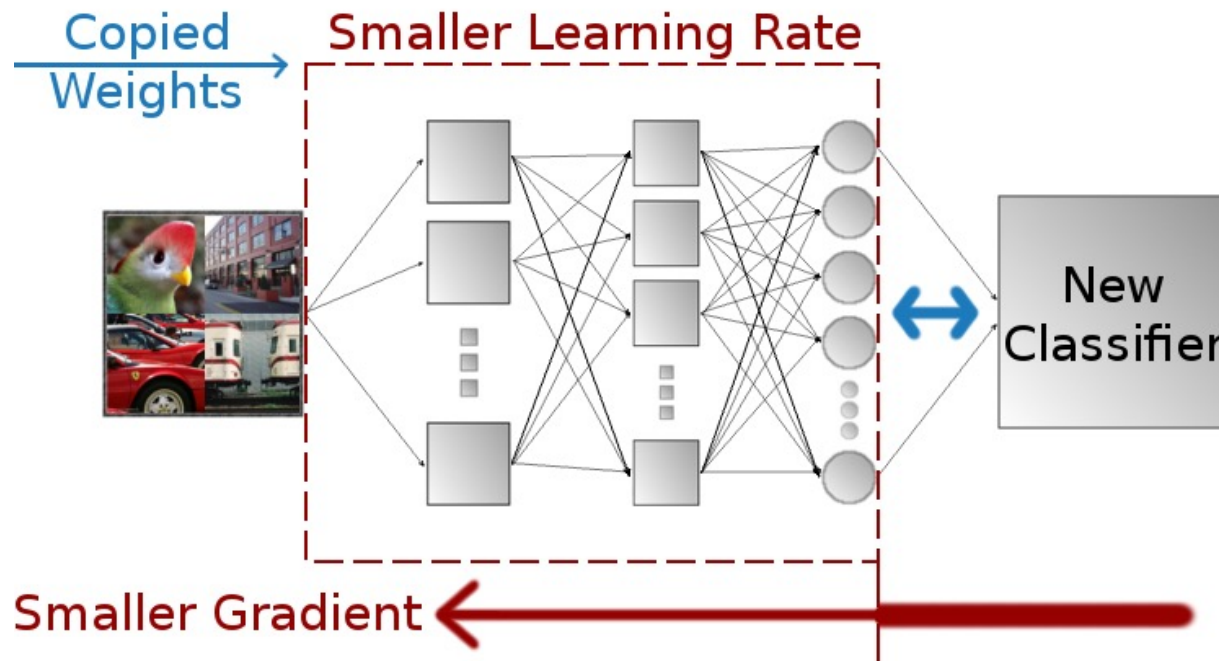 Copied
Weights
Smaller Learning Rate
New
Classifier
Smaller Gradient